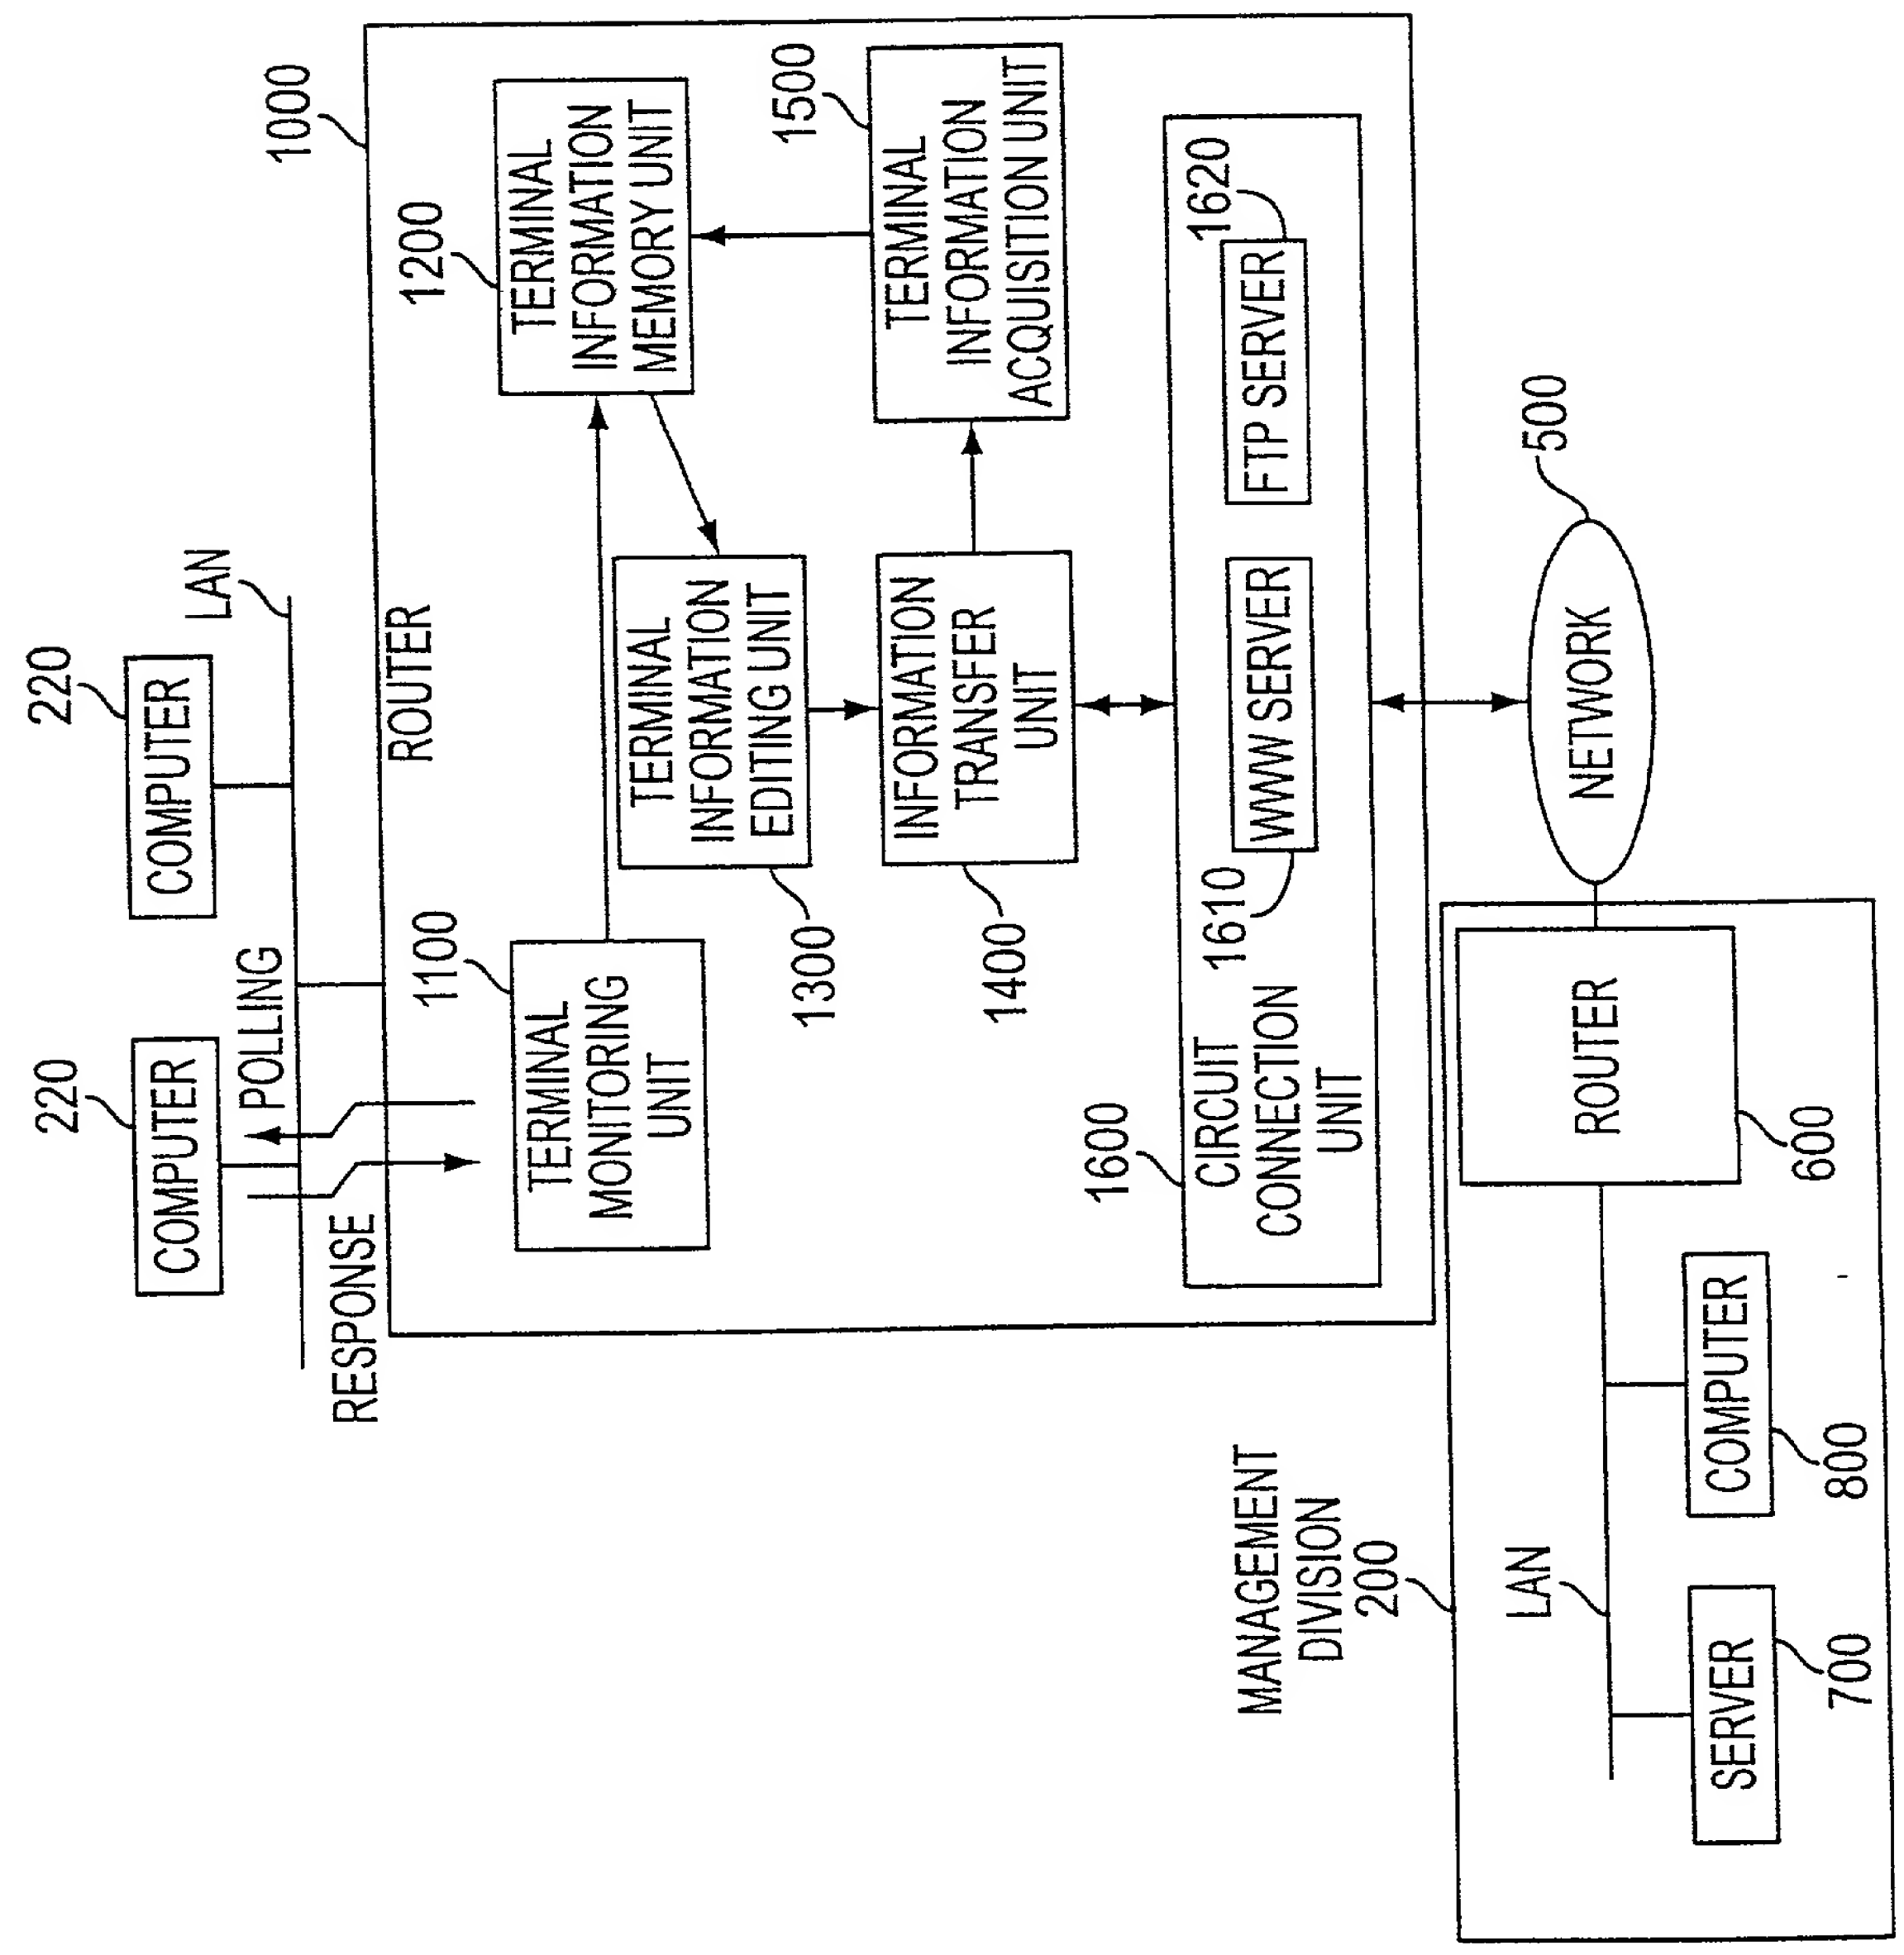 220
COMPUTER
220
COMPUTER
LAN
POLLING
RESPONSE
1000
ROUTER
1100
TERMINAL
MONITORING
UNIT
1200
TERMINAL
INFORMATION
MEMORY UNIT
TERMINAL
INFORMATION
EDITING UNIT
1300
1500
TERMINAL
INFORMATION
ACQUISITION UNIT
INFORMATION
TRANSFER
UNIT
1400
1600
CIRCUIT
CONNECTION
UNIT
1610
WWW SERVER
1620
FTP SERVER
500
NETWORK
MANAGEMENT
DIVISION
200
ROUTER
600
LAN
SERVER
700
COMPUTER
800